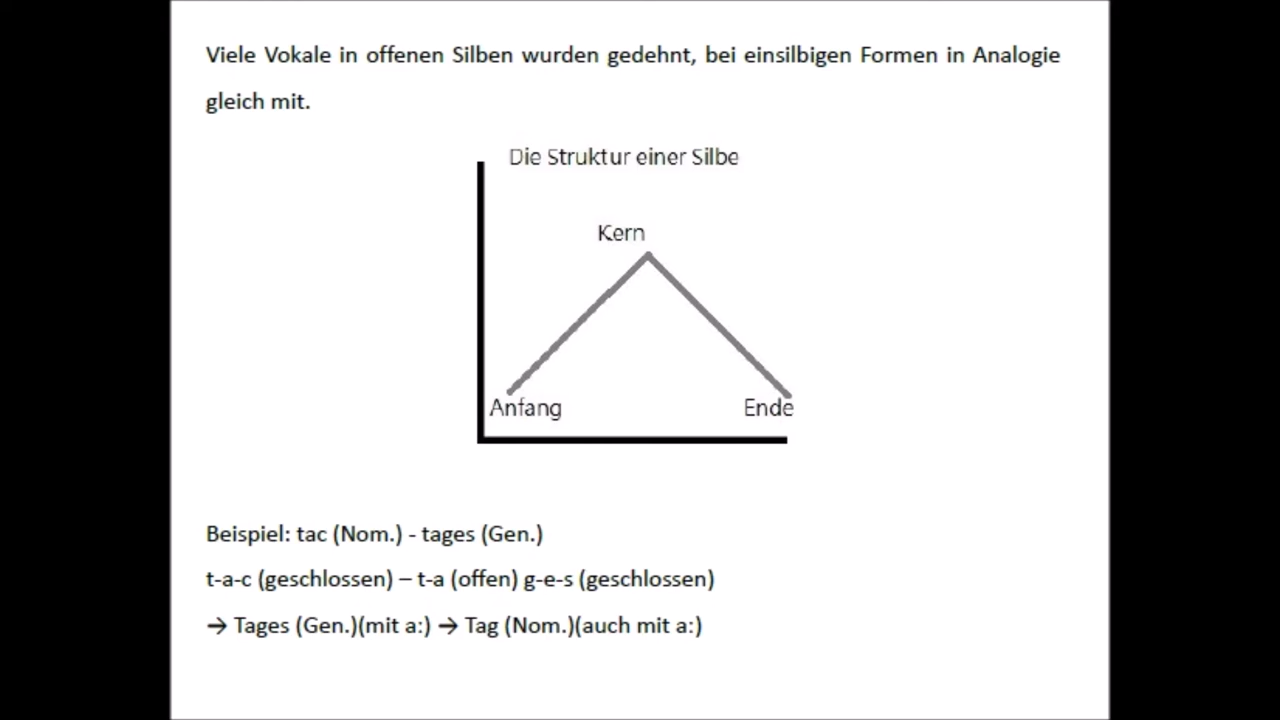 Viele Vokale in offenen Silben wurden gedehnt, bei einsilbigen Formen in Analogie
gleich mit.
Die Struktur einer Silbe
Kern
Anfang
Ende
Beispiel: tac (Nom.) - tages (Gen.)
t-a-c (geschlossen) – t-a (offen) g-e-s (geschlossen)
→ Tages (Gen.)(mit a:) → Tag (Nom.)(auch mit a:)